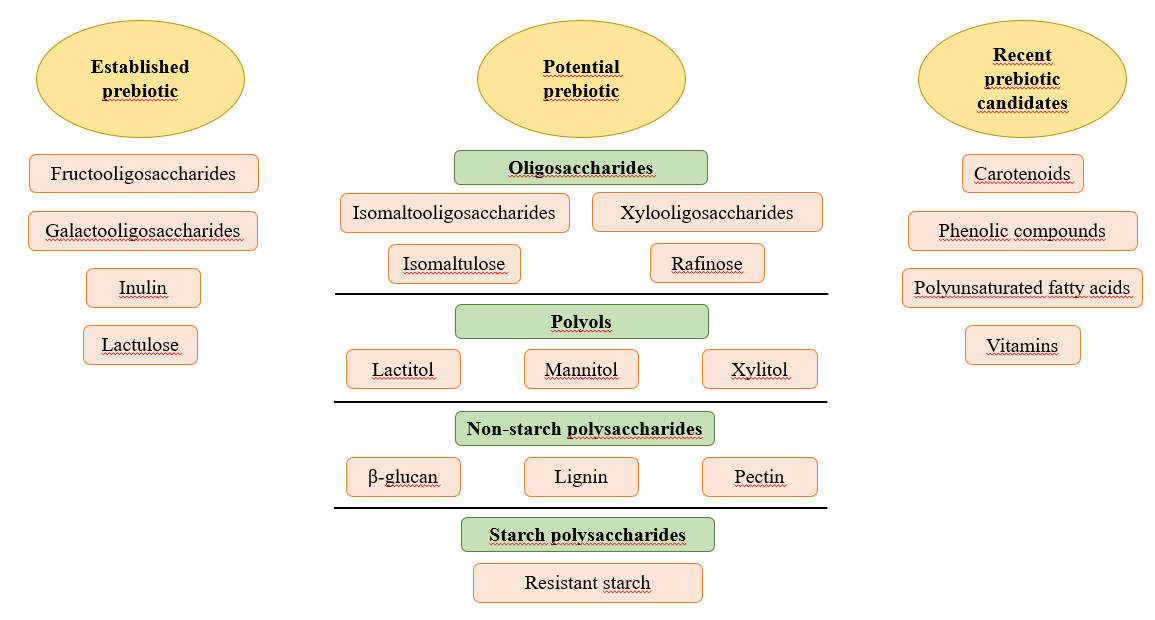 Established
prebiotic
Fructooligosaccharides
Galactooligosaccharides
Inulin
Lactulose
Potential
prebiotic
Oligosaccharides
Isomaltooligosaccharides
Xylooligosaccharides
Isomaltulose
Rafinose
Polyols
Lactitol
Mannitol
Xylitol
Non-starch polysaccharides
β-glucan
Lignin
Pectin
Starch polysaccharides
Resistant starch
Recent
prebiotic
candidates
Carotenoids
Phenolic compounds
Polyunsaturated fatty acids
Vitamins